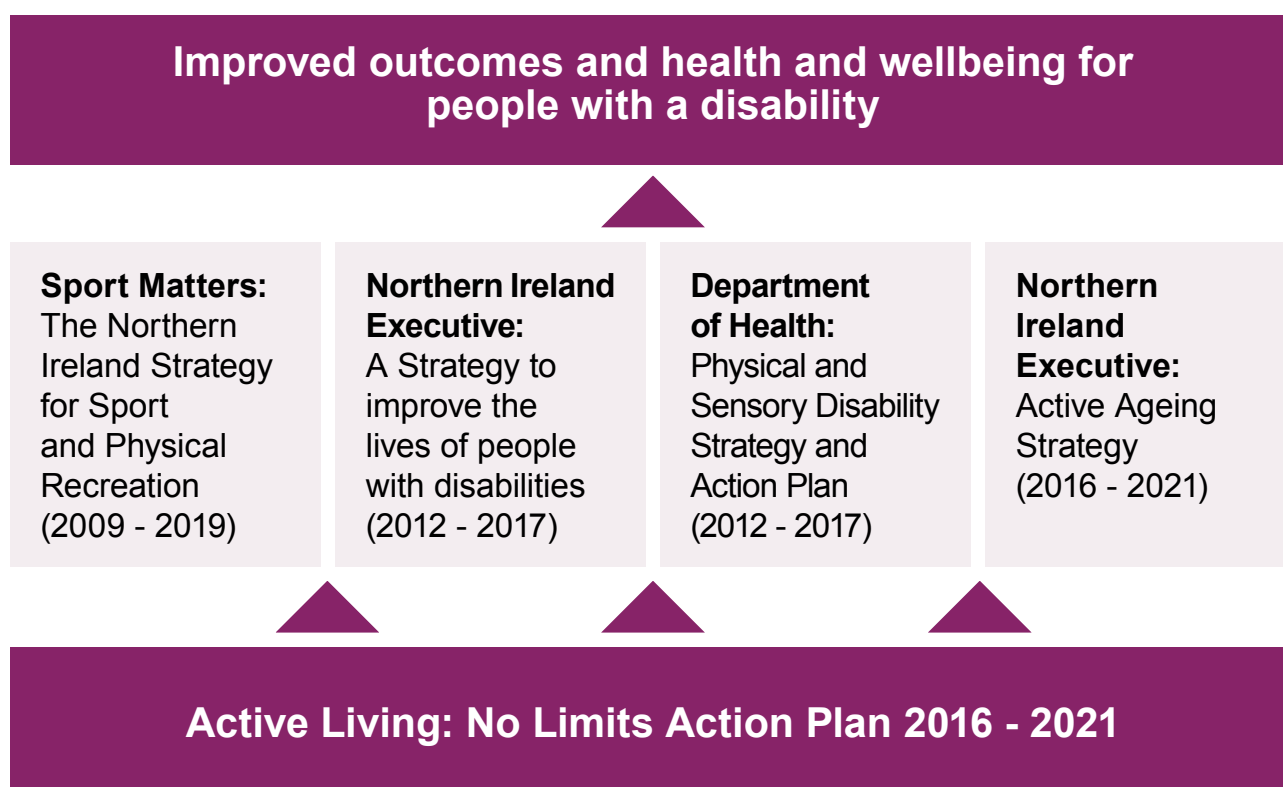 Improved outcomes and health and wellbeing for
people with a disability
Sport Matters:
The Northern
Ireland Strategy
for Sport
and Physical
Recreation
(2009 - 2019)
Northern Ireland
Executive:
A Strategy to
improve the
lives of people
with disabilities
(2012 - 2017)
Department
of Health:
Physical and
Sensory Disability
Strategy and
Action Plan
(2012 - 2017)
Northern
Ireland
Executive:
Active Ageing
Strategy
(2016 - 2021)
Active Living: No Limits Action Plan 2016 - 2021